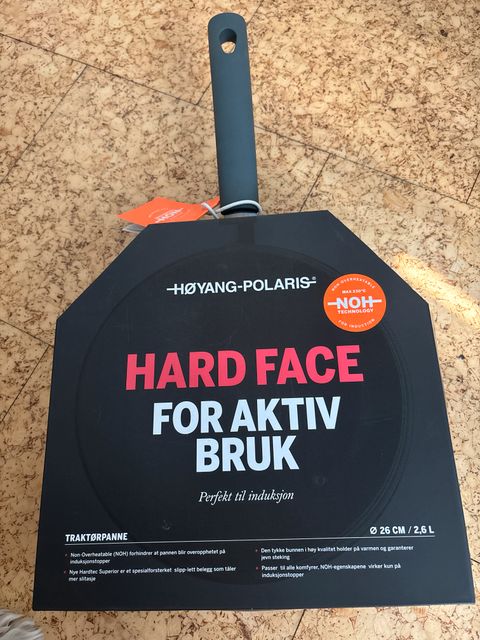 NOH
HØYANG-POLARIS®
NON-OVERHEATABLE
MAX 250°C
NOH
TECHNOLOGY
FOR INDUCTION
HARD FACE
FOR AKTIV
BRUK
Perfekt til induksjon
TRAKTØRPANNE
Ø 26 CM / 2,6 L
• Non-Overheatable (NOH) forhindrer at pannen blir overopphetet på
induksjonstopper
• Nye Hardtec Superior er et spesialforsterket slipp-lett belegg som tåler
mer slitasje
• Den tykke bunnen i høy kvalitet holder på varmen og garanterer
jevn steking
• Passer til alle komfyrer, NOH-egenskapene virker kun på
induksjonstopper